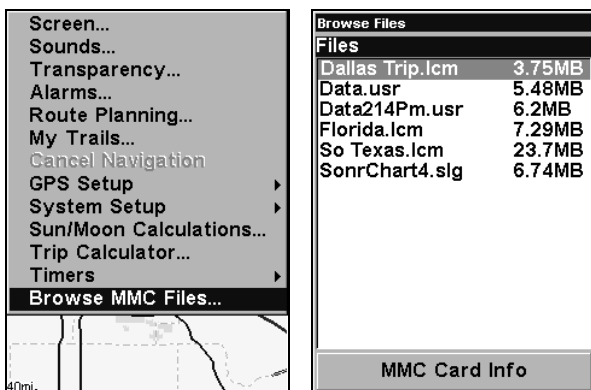 Screen...
Sounds...
Transparency...
Alarms...
Route Planning...
My Trails...
Cancel Navigation
GPS Setup
System Setup
Sun/Moon Calculations...
Trip Calculator...
Timers
Browse MMC Files...
40mi.
Browse Files
Files
Dallas Trip.lcm 3.75MB
Data.usr 5.48MB
Data214Pm.usr 6.2MB
Florida.lcm 7.29MB
So Texas.lcm 23.7MB
SonrChart4.slg 6.74MB
MMC Card Info